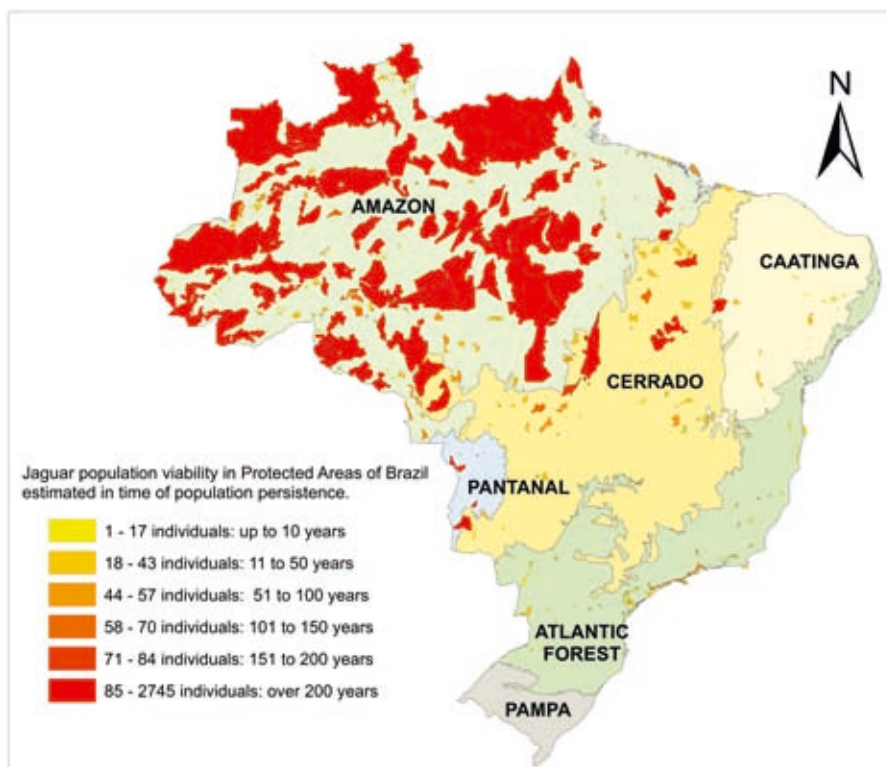 N
AMAZON
CAATINGA
CERRADO
PANTANAL
Jaguar population viability in Protected Areas of Brazil
estimated in time of population persistence.
1 - 17 individuals: up to 10 years
18 - 43 individuals: 11 to 50 years
44 - 57 individuals: 51 to 100 years
58 - 70 individuals: 101 to 150 years
71 - 84 individuals: 151 to 200 years
85 - 2745 individuals: over 200 years
ATLANTIC
FOREST
PAMPA